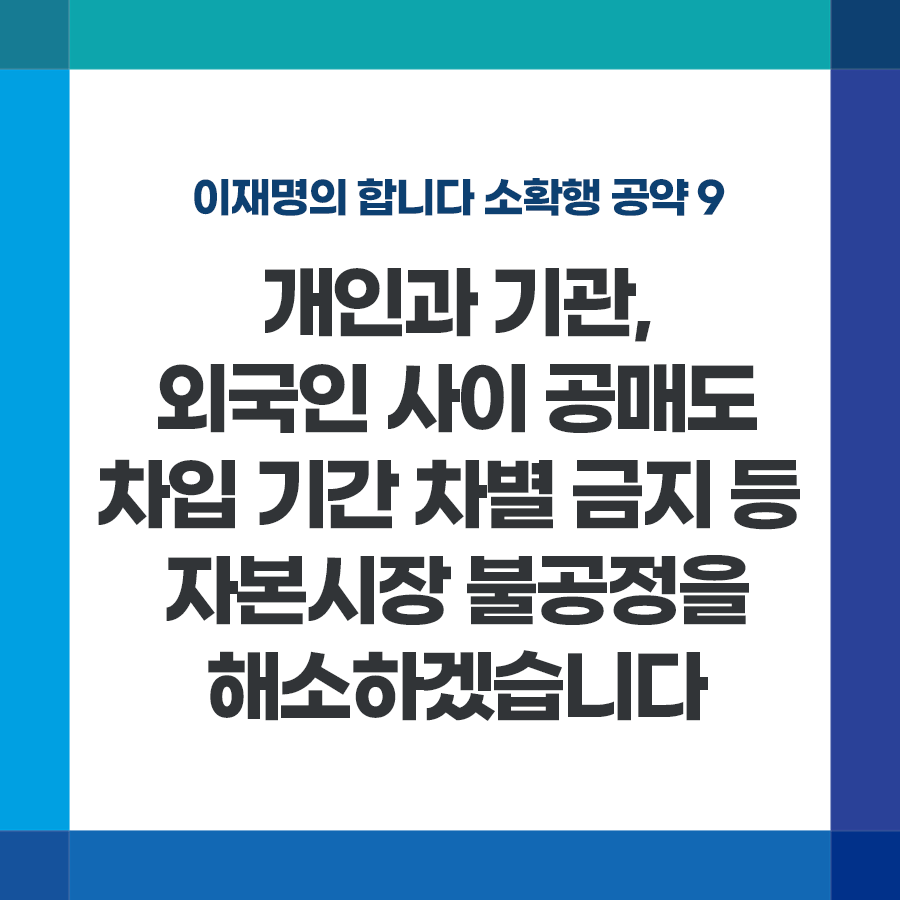 이재명의 합니다 소확행 공약 9
개인과 기관,
외국인 사이 공매도
차입 기간 차별 금지 등
자본시장 불공정을
해소하겠습니다